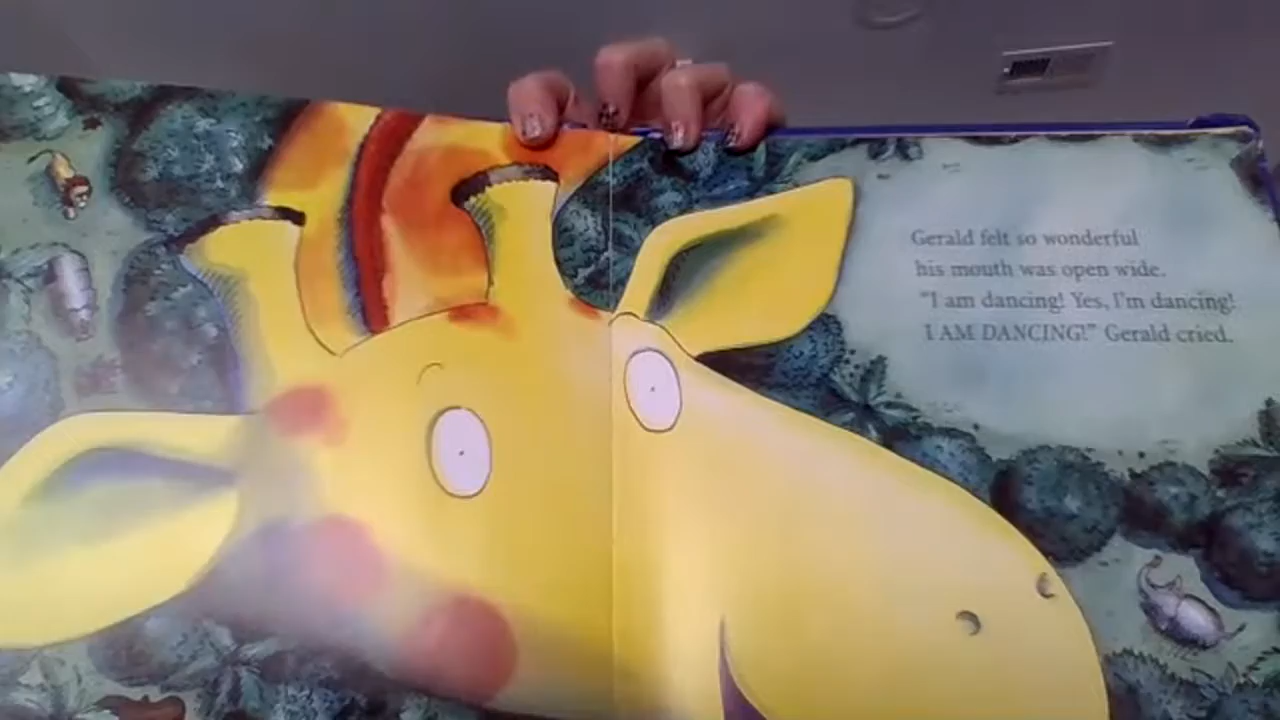 Gerald felt so wonderful
his mouth was open wide.
"I am dancing! Yes, I'm dancing!
I AM DANCING!" Gerald cried.